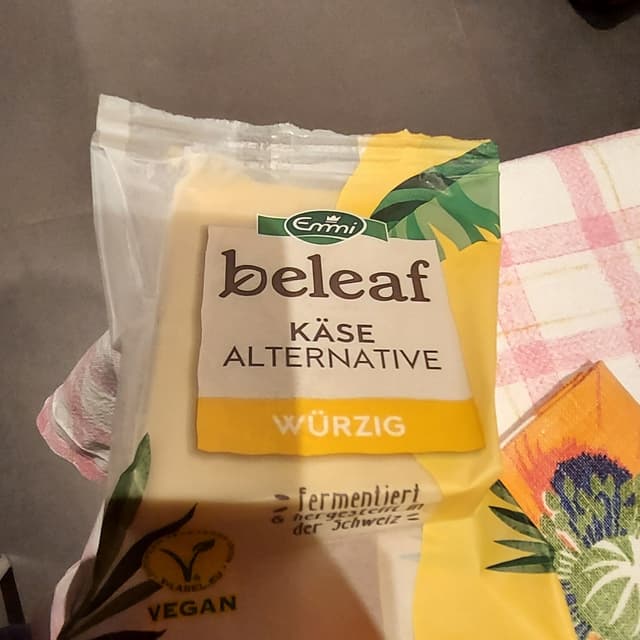 Emmi
beleaf
KÄSE
ALTERNATIVE
WÜRZIG
fermentiert
& hergestellt in
der Schweiz
VEGAN